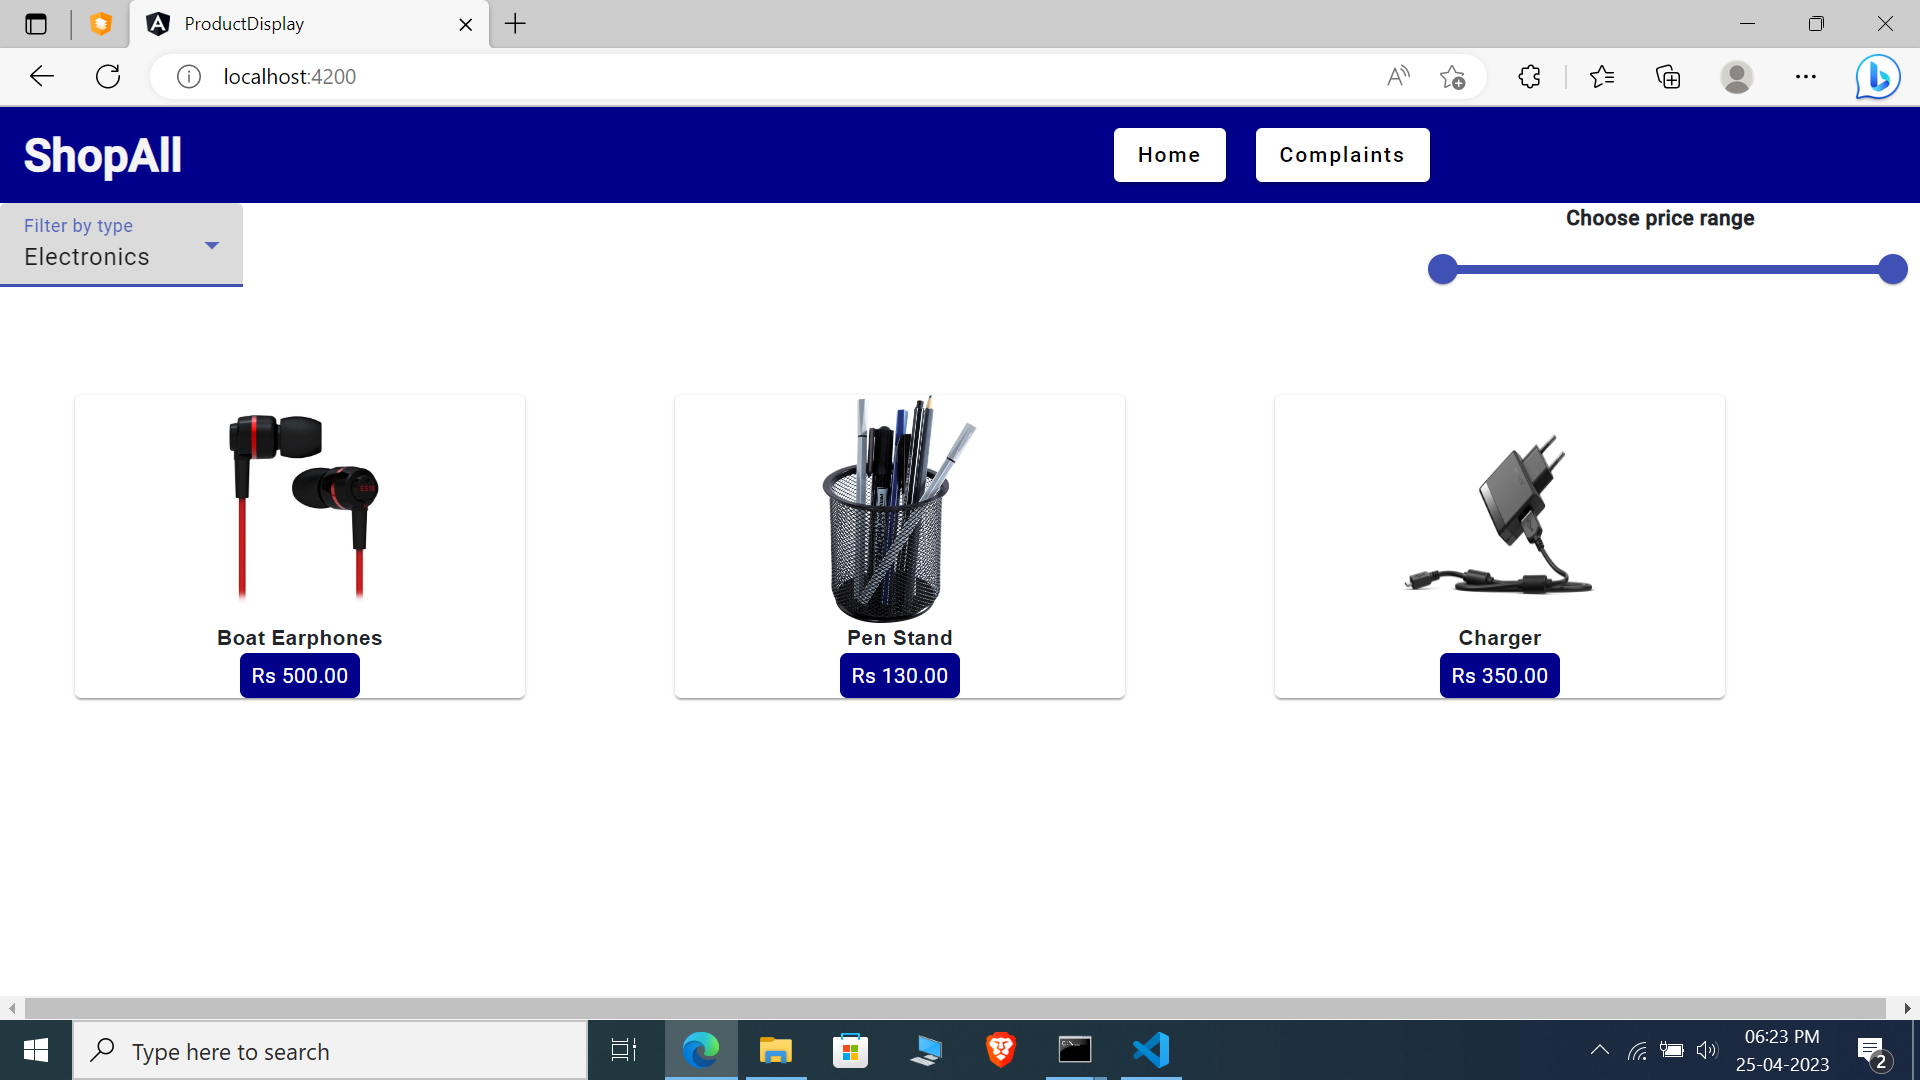 ProductDisplay
localhost:4200
ShopAll
Home
Complaints
Filter by type
Electronics
Choose price range
Boat Earphones
Rs 500.00
Pen Stand
Rs 130.00
Charger
Rs 350.00
Type here to search
06:23 PM
25-04-2023
2